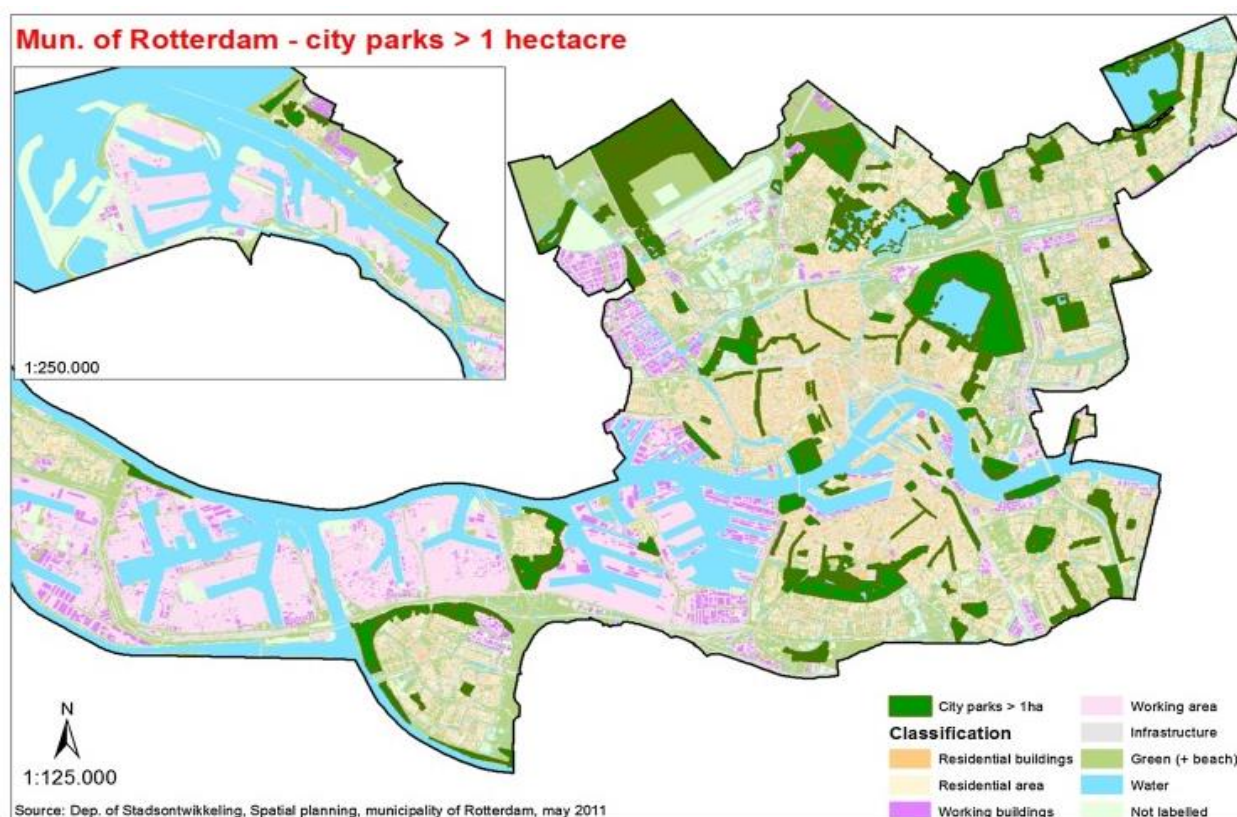 Mun. of Rotterdam - city parks > 1 hectacre
1:250.000
N
1:125.000
City parks > 1ha
Classification
Residential buildings
Residential area
Working buildings
Working area
Infrastructure
Green (+ beach)
Water
Not labelled
Source: Dep. of Stadsontwikkeling, Spatial planning, municipality of Rotterdam, may 2011